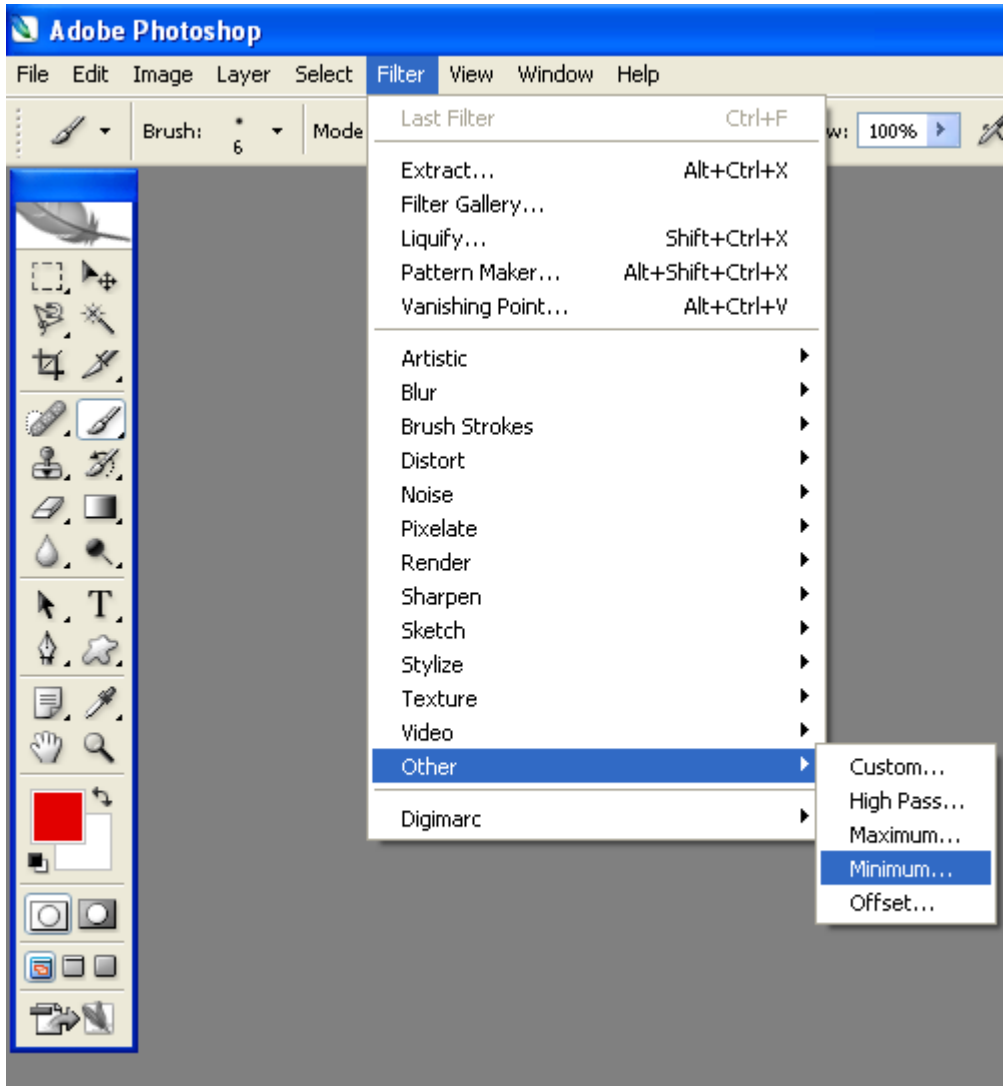 Adobe Photoshop
File Edit Image Layer Select Filter View Window Help
Brush: 6 Mode w: 100%
Last Filter Ctrl+F
Extract... Alt+Ctrl+X
Filter Gallery...
Liquify... Shift+Ctrl+X
Pattern Maker... Alt+Shift+Ctrl+X
Vanishing Point... Alt+Ctrl+V
Artistic
Blur
Brush Strokes
Distort
Noise
Pixelate
Render
Sharpen
Sketch
Stylize
Texture
Video
Other
Digimarc
Custom...
High Pass...
Maximum...
Minimum...
Offset...
T